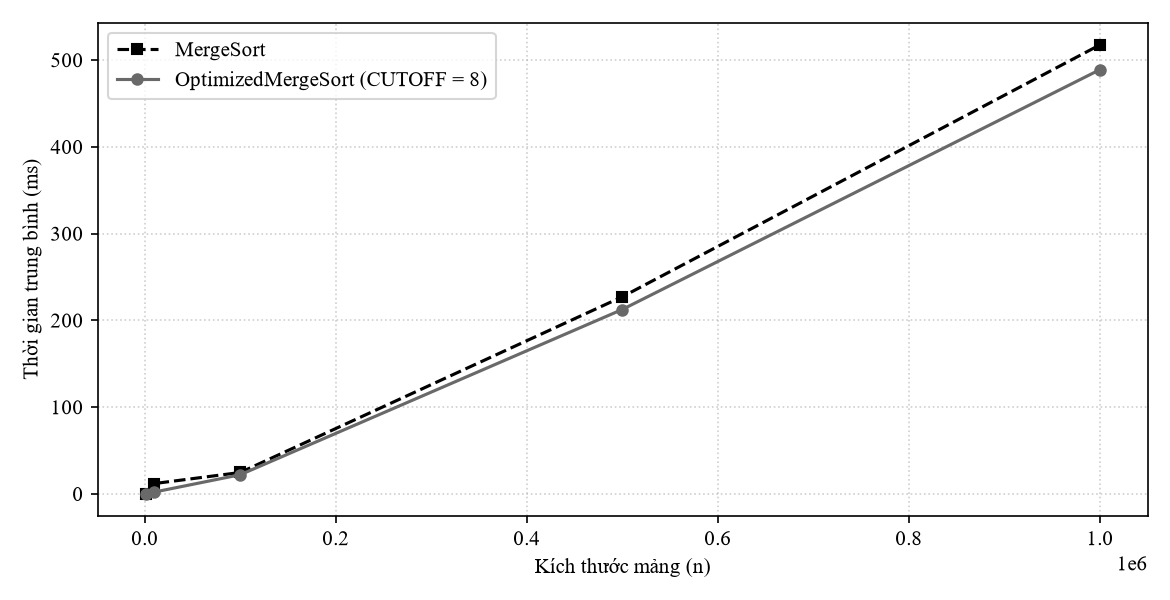 MergeSort
OptimizedMergeSort (CUTOFF = 8)
Thời gian trung bình (ms)
500
400
300
200
100
0
0.0 0.2 0.4 0.6 0.8 1.0
1e6
Kích thước mảng (n)